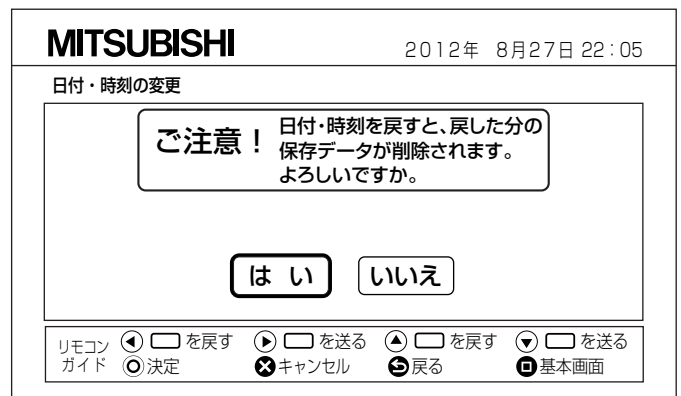 MITSUBISHI 2012年 8月27日 22:05
日付・時刻の変更
ご注意！
日付・時刻を戻すと、戻した分の
保存データが削除されます。
よろしいですか。
はい いいえ
リモコン
ガイド
を戻す を送る を戻す を送る
決定 キャンセル 戻る 基本画面